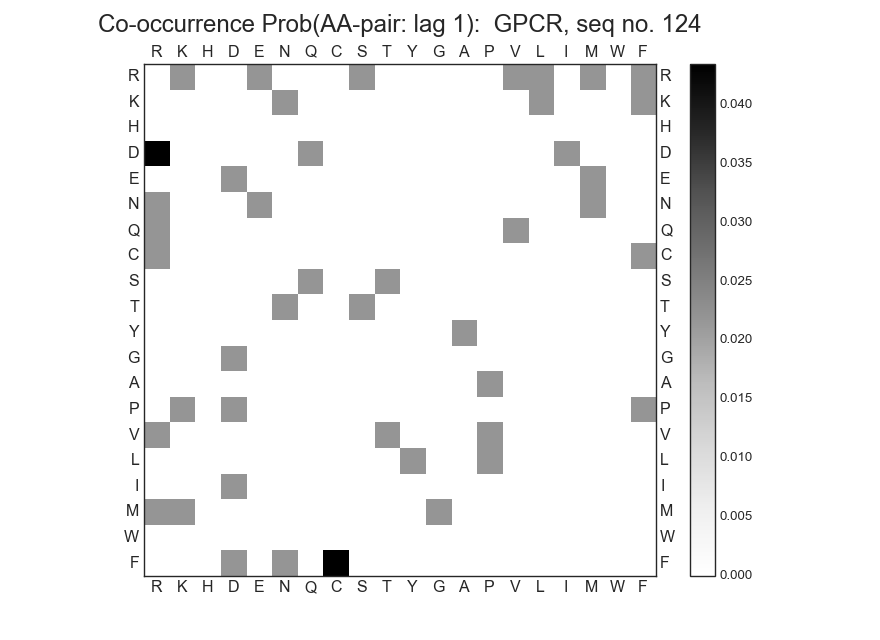 Co-occurrence Prob(AA-pair: lag 1):  GPCR, seq no. 124
R K H D E N Q C S T Y G A P V L I M W F
R R
K K
H H
D D
E E
N N
Q Q
C C
S S
T T
Y Y
G G
A A
P P
V V
L L
I I
M M
W W
F F
R K H D E N Q C S T Y G A P V L I M W F
0.040
0.035
0.030
0.025
0.020
0.015
0.010
0.005
0.000